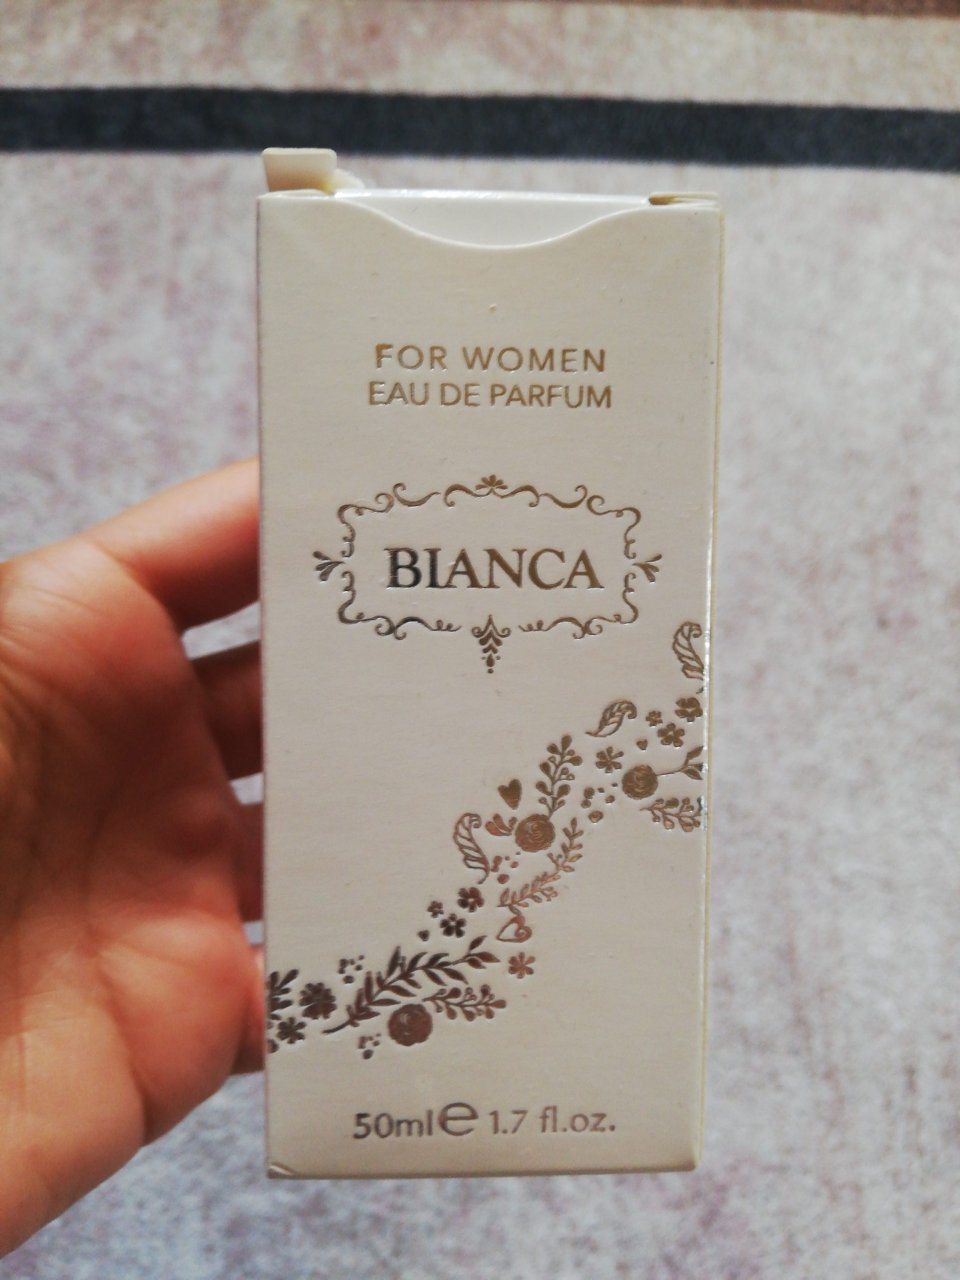 FOR WOMEN
EAU DE PARFUM
BIANCA
50ml℮ 1.7 fl.oz.